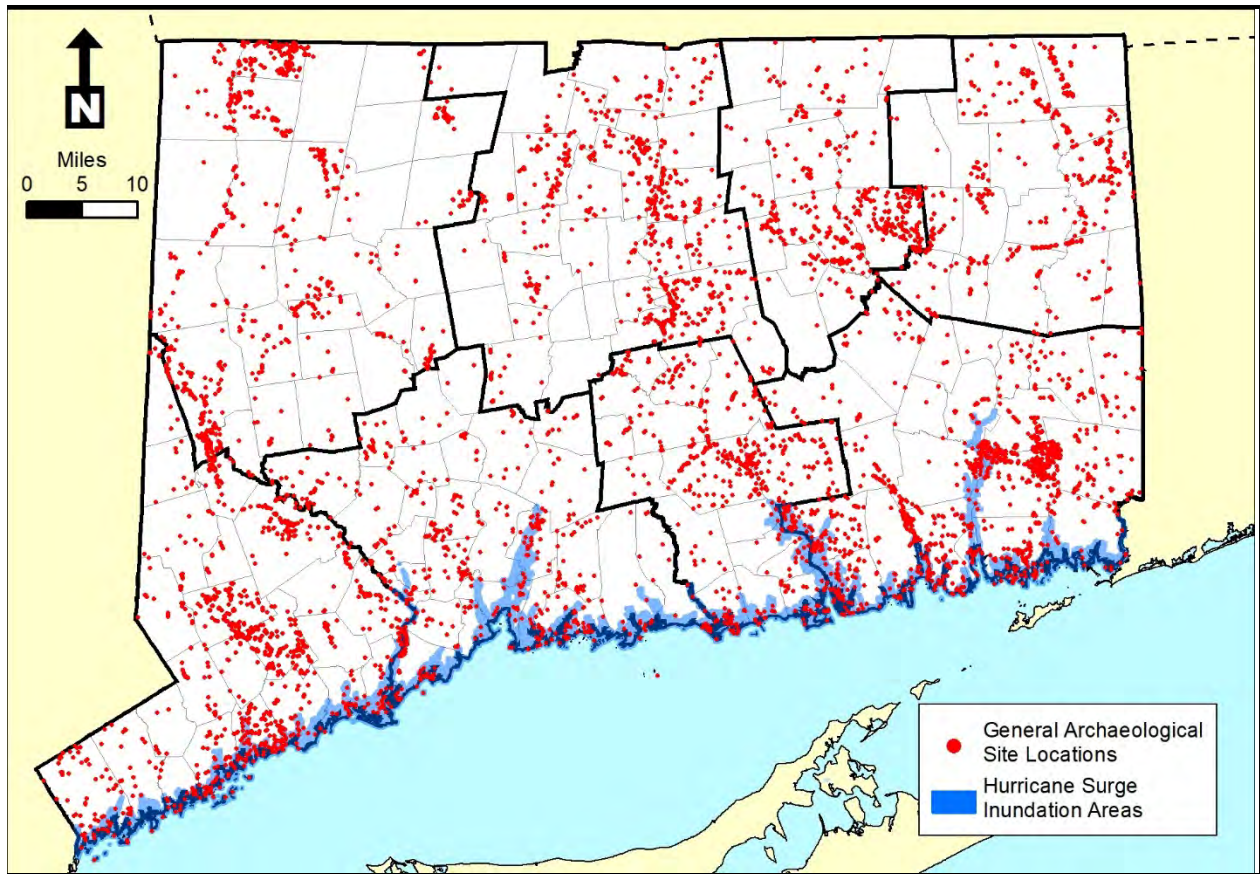 N
Miles
0 5 10
General Archaeological
Site Locations
Hurricane Surge
Inundation Areas